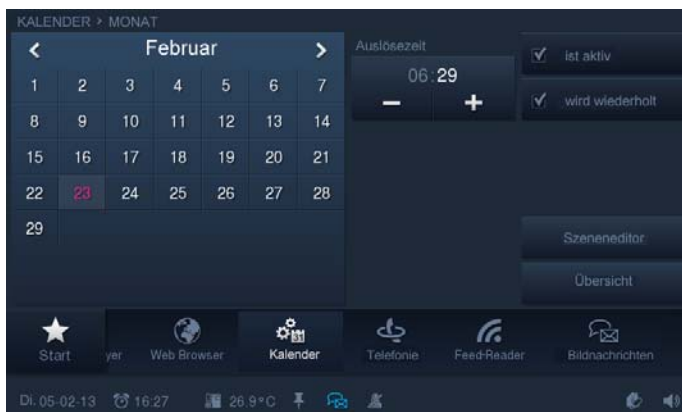 KALENDER > MONAT
Februar
1 2 3 4 5 6 7
8 9 10 11 12 13 14
15 16 17 18 19 20 21
22 23 24 25 26 27 28
29
Auslösezeit
06:29
ist aktiv
wird wiederholt
Szeneneditor
Übersicht
Start yer Web Browser Kalender Telefonie Feed-Reader Bildnachrichten
31
Di. 05-02-13 16:27 26.9°C